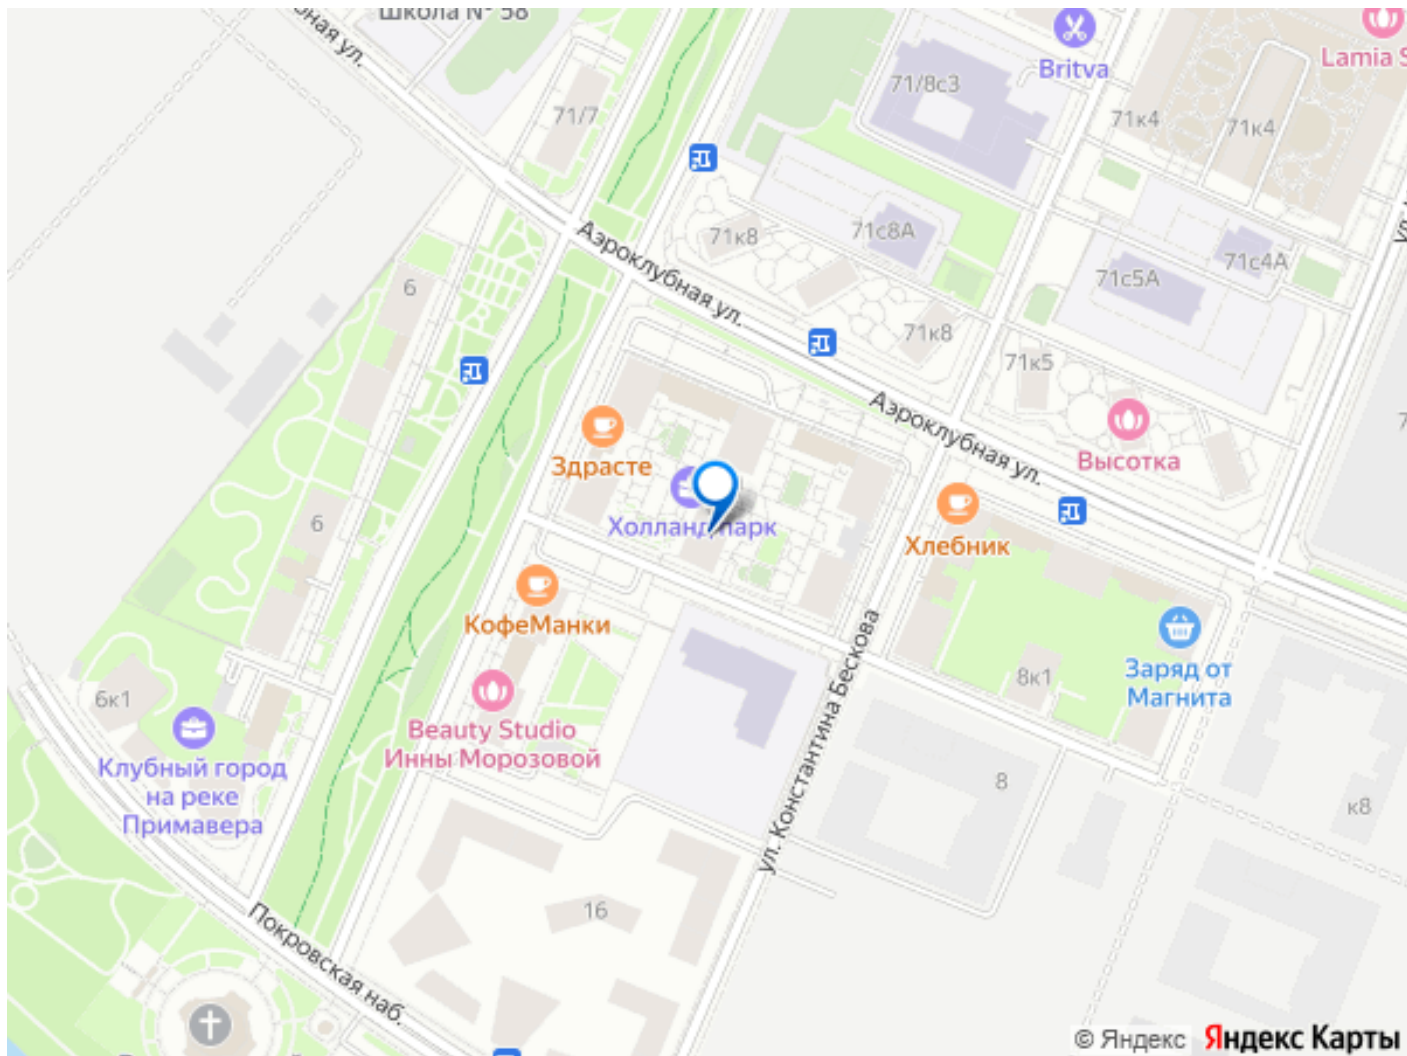 Школа № 58
ная ул.
71/7
71/8с3
Britva
Lamia S
71к4
71к4
Аэроклубная ул.
71к8
71с8А
71с4А
71с5А
6
71к8
71к5
Аэроклубная ул.
Здрасте
Высотка
Холланд парк
6
Хлебник
КофеМанки
ул. Константина Бескова
Заряд от
Магнита
8к1
6к1
Beauty Studio
Инны Морозовой
Клубный город
на реке
Примавера
8
к8
16
Покровская наб.
© Яндекс Яндекс Карты